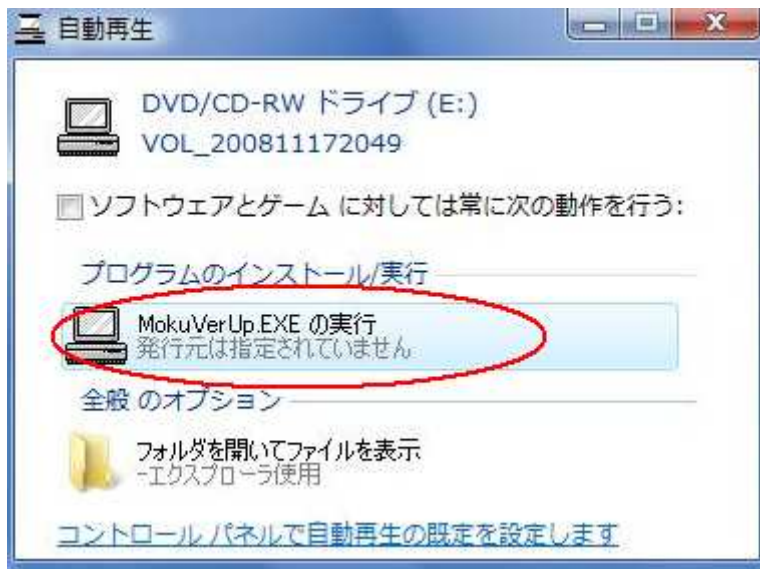 自動再生
DVD/CD-RW ドライブ (E:)
VOL_200811172049
ソフトウェアとゲーム に対しては常に次の動作を行う:
プログラムのインストール/実行
MokuVerUp.EXE の実行
発行元は指定されていません
全般 のオプション
フォルダを開いてファイルを表示
-エクスプローラ使用
コントロール パネルで自動再生の既定を設定します